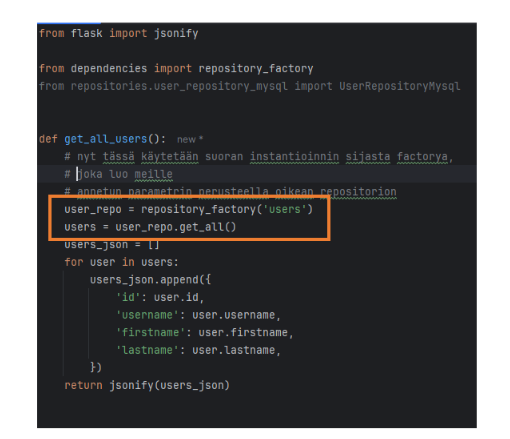 from flask import jsonify
from dependencies import repository_factory
from repositories.user_repository_mysql import UserRepositoryMysql
def get_all_users(): new *
# nyt tässä käytetään suoran instantioinnin sijasta factorya,
# joka luo meille
# annetun parametrin perusteella oikean repositorion
user_repo = repository_factory('users')
users = user_repo.get_all()
users_json = []
for user in users:
users_json.append({
'id': user.id,
'username': user.username,
'firstname': user.firstname,
'lastname': user.lastname,
})
return jsonify(users_json)